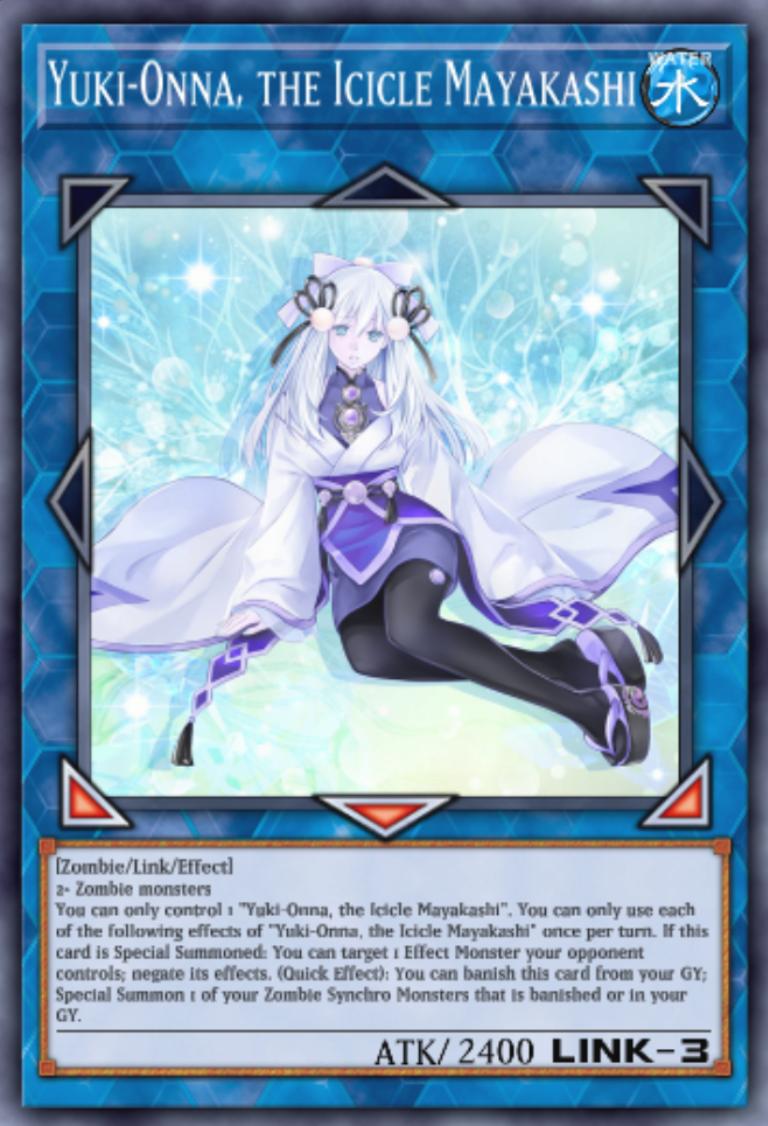 YUKI-ONNA, THE ICICLE MAYAKASHI
WATER
水
[Zombie/Link/Effect]
2+ Zombie monsters
You can only control 1 "Yuki-Onna, the Icicle Mayakashi". You can only use each
of the following effects of "Yuki-Onna, the Icicle Mayakashi" once per turn. If this
card is Special Summoned: You can target 1 Effect Monster your opponent
controls; negate its effects. (Quick Effect): You can banish this card from your GY;
Special Summon 1 of your Zombie Synchro Monsters that is banished or in your
GY.
ATK/ 2400 LINK-3